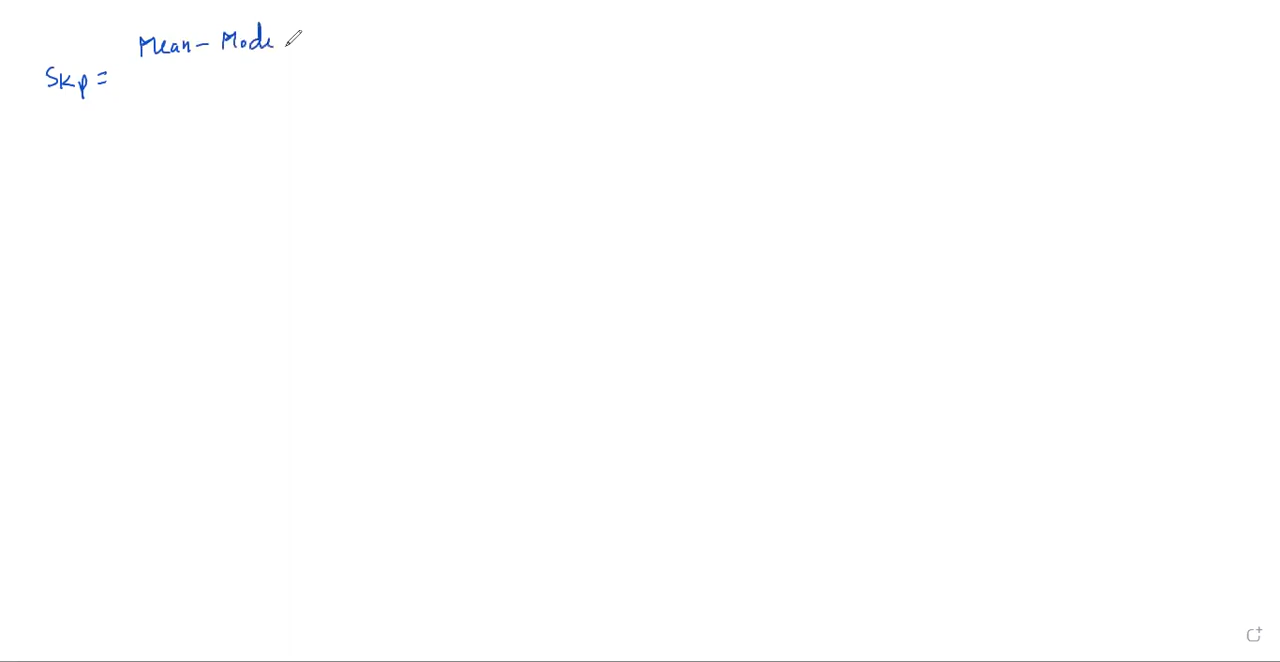 Mean - Mode
Skp =